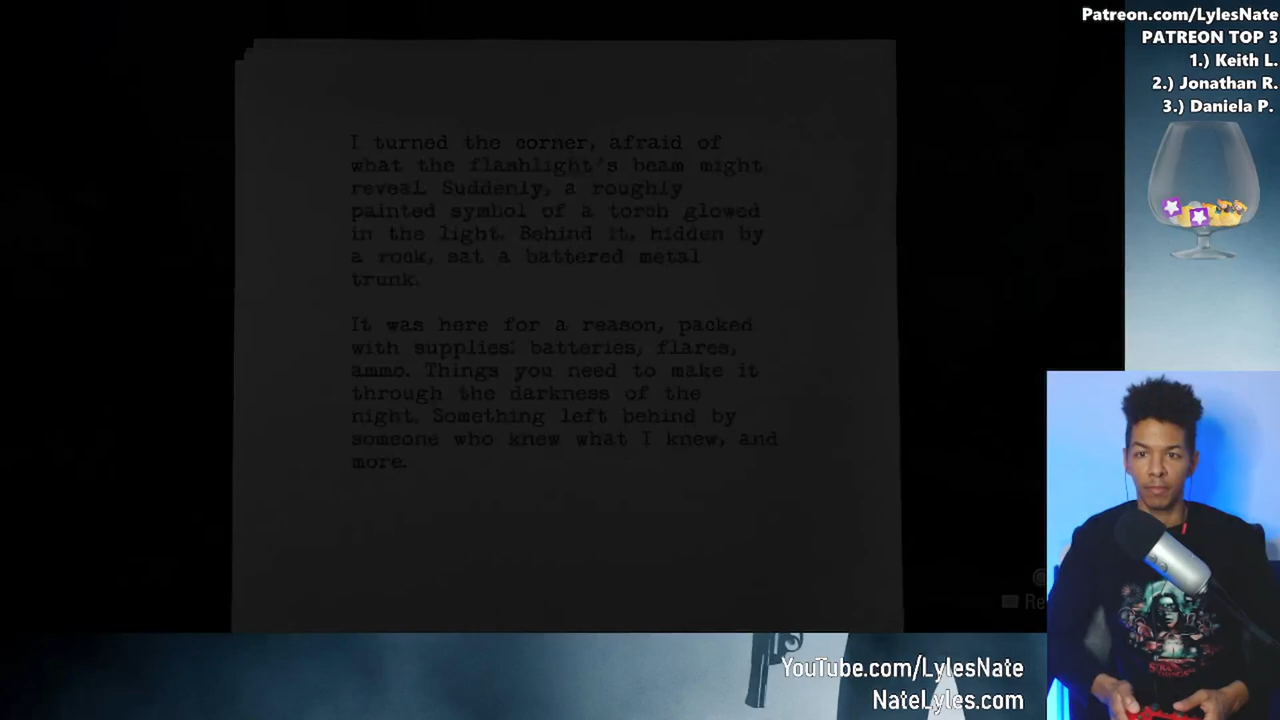 Patreon.com/LylesNate
PATREON TOP 3
1.) Keith L.
2.) Jonathan R.
3.) Daniela P.
I turned the corner, afraid of
what the flashlight's beam might
reveal. Suddenly, a roughly
painted symbol of a torch glowed
in the light. Behind it, hidden by
a rock, sat a battered metal
trunk.
It was here for a reason, packed
with supplies: batteries, flares,
ammo. Things you need to make it
through the darkness of the
night. Something left behind by
someone who knew what I knew, and
more.
YouTube.com/LylesNate
NateLyles.com